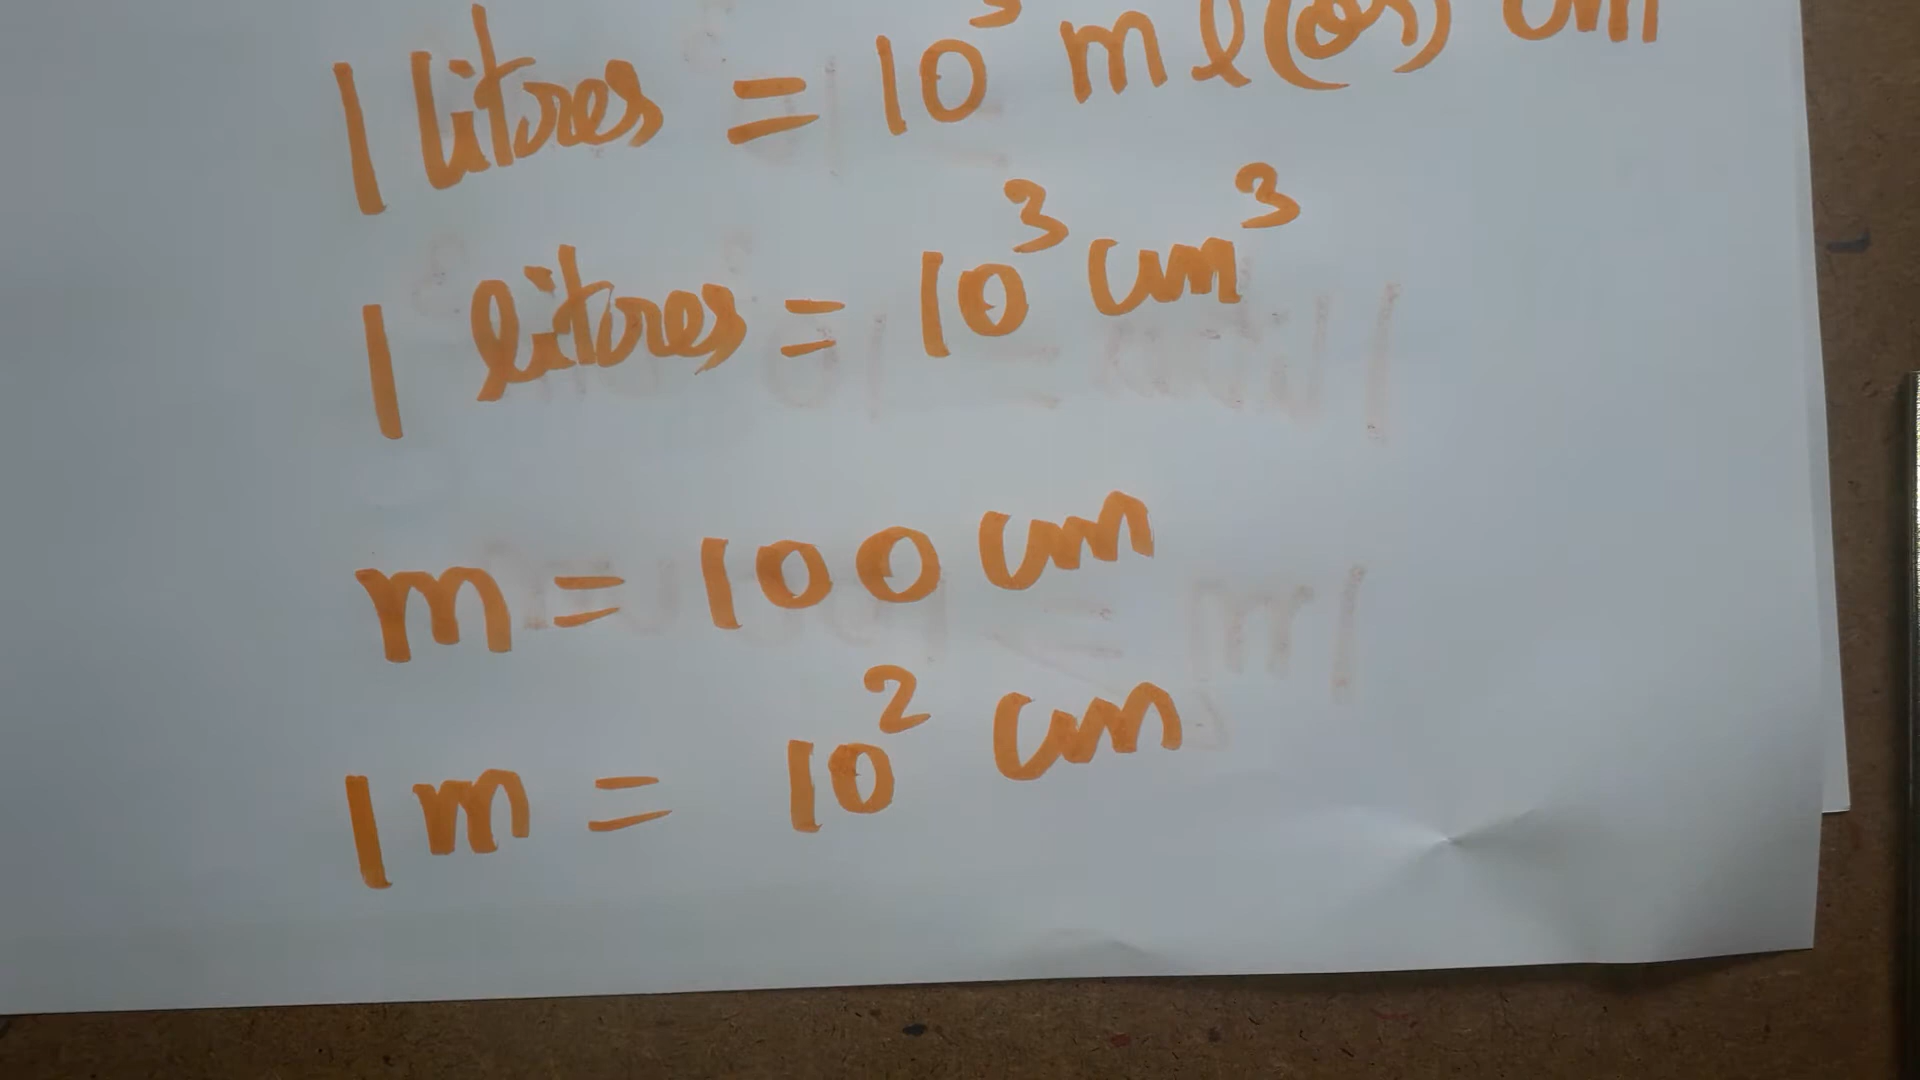 1 litres = 10³ ml (or) cm
1 litres = 10³ cm³
m = 100 cm
1m = 10² cm